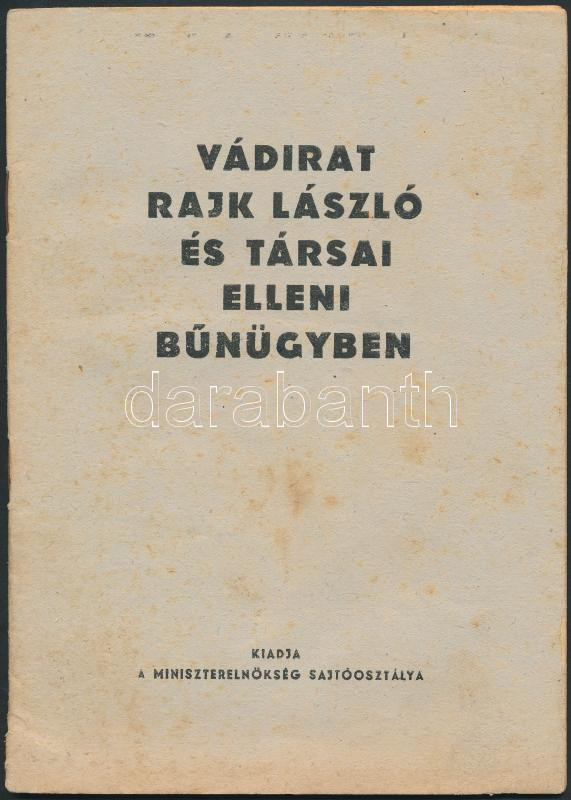 VÁDIRAT
RAJK LÁSZLÓ
ÉS TÁRSAI
ELLENI
BŰNÜGYBEN
darabanth
KIADJA
A MINISZTERELNÖKSÉG SAJTÓOSZTÁLYA